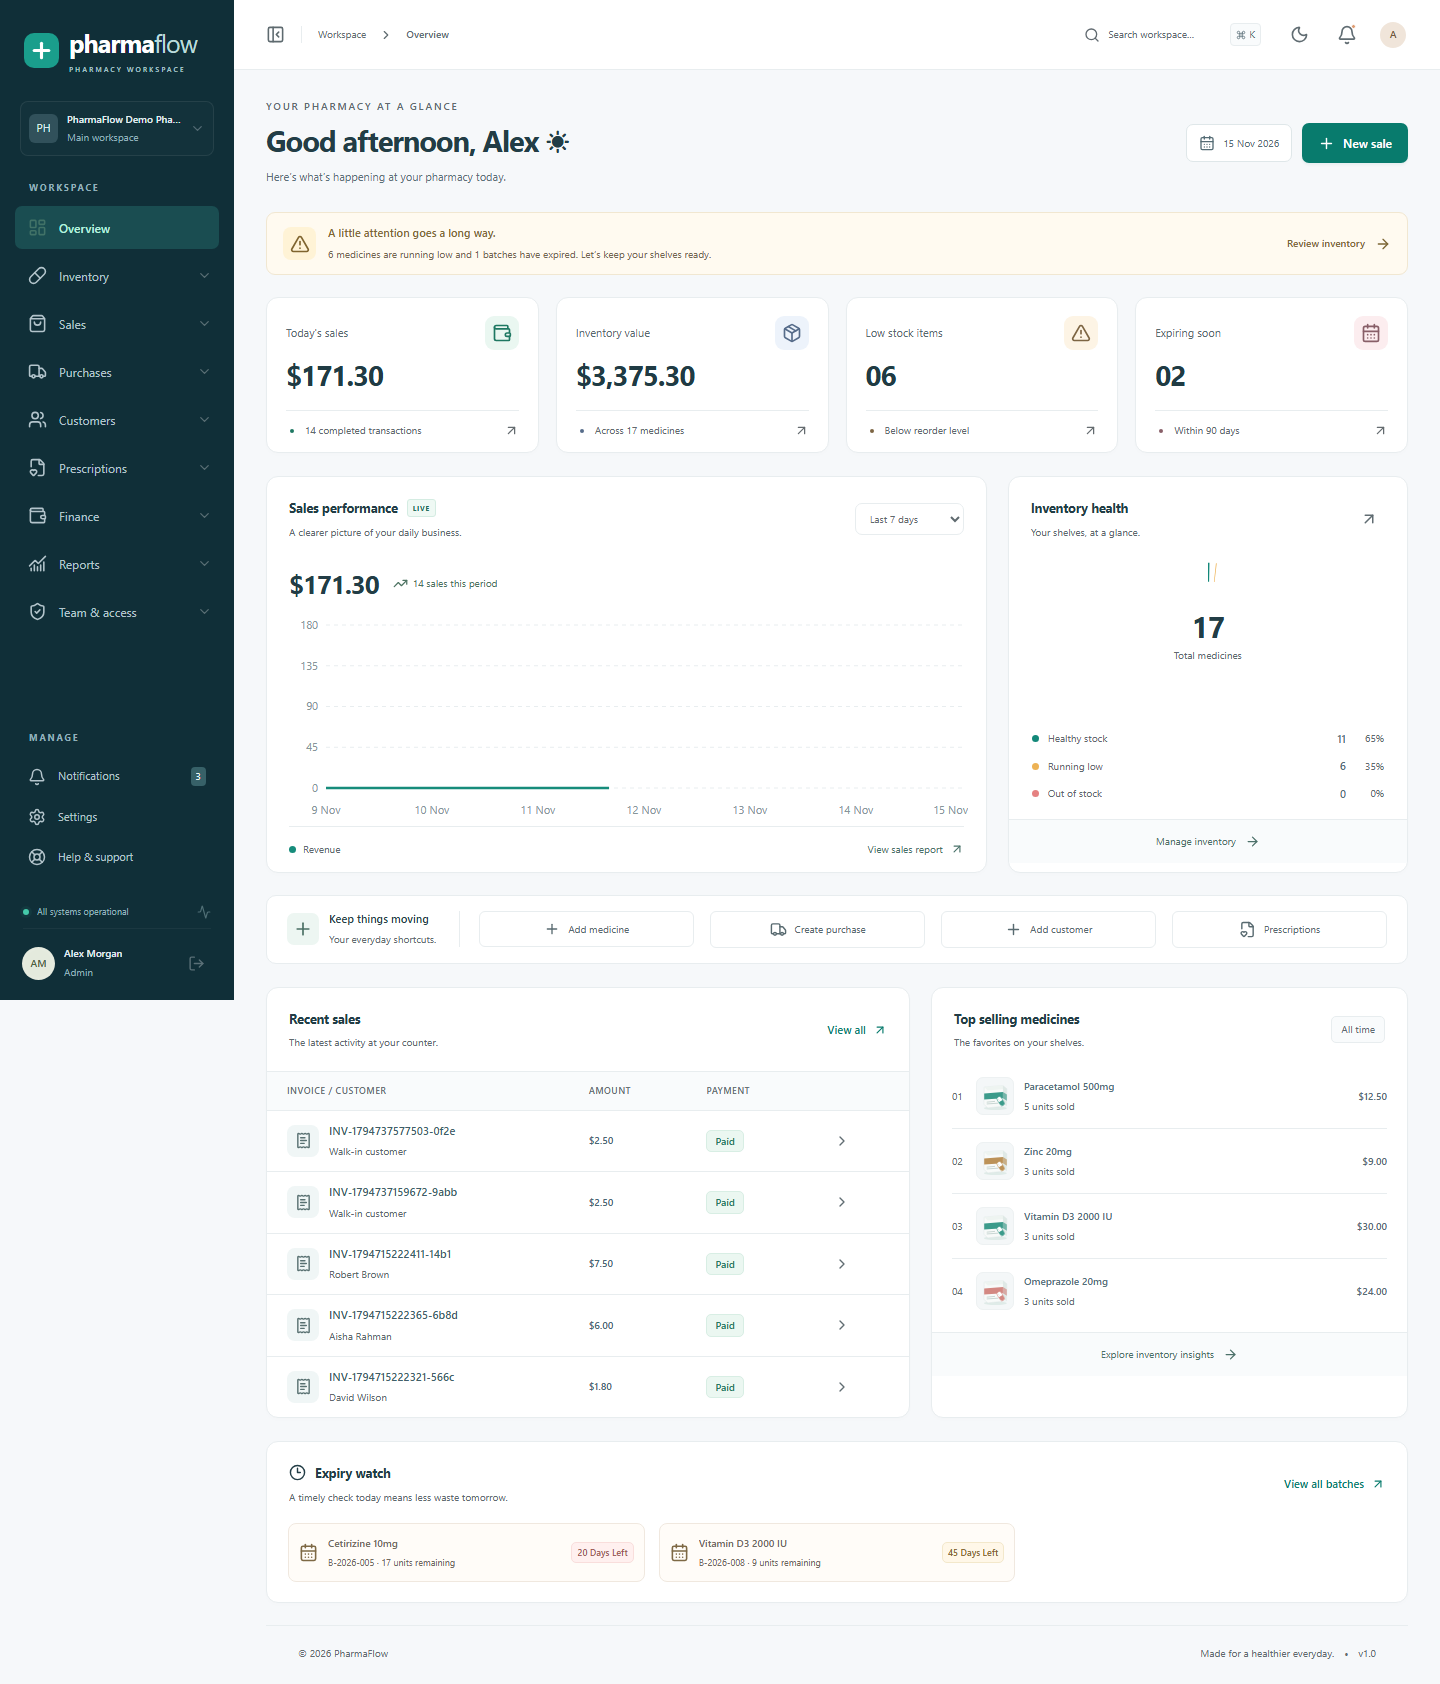 pharmaflow
PHARMACY WORKSPACE
PH
PharmaFlow Demo Pha...
Main workspace
WORKSPACE
Overview
Inventory
Sales
Purchases
Customers
Prescriptions
Finance
Reports
Team & access
MANAGE
Notifications
3
Settings
Help & support
All systems operational
AM
Alex Morgan
Admin
Workspace
Overview
Search workspace...
⌘ K
A
YOUR PHARMACY AT A GLANCE
Good afternoon, Alex ☀
Here's what's happening at your pharmacy today.
15 Nov 2026
New sale
A little attention goes a long way.
6 medicines are running low and 1 batches have expired. Let's keep your shelves ready.
Review inventory
Today's sales
$171.30
14 completed transactions
Inventory value
$3,375.30
Across 17 medicines
Low stock items
06
Below reorder level
Expiring soon
02
Within 90 days
Sales performance
LIVE
A clearer picture of your daily business.
Last 7 days
$171.30
14 sales this period
180
135
90
45
0
9 Nov
10 Nov
11 Nov
12 Nov
13 Nov
14 Nov
15 Nov
Revenue
View sales report
Inventory health
Your shelves, at a glance.
17
Total medicines
Healthy stock 11 65%
Running low 6 35%
Out of stock 0 0%
Manage inventory
Keep things moving
Your everyday shortcuts.
Add medicine
Create purchase
Add customer
Prescriptions
Recent sales
The latest activity at your counter.
View all
INVOICE / CUSTOMER AMOUNT PAYMENT
INV-1794737577503-0f2e
Walk-in customer
$2.50
Paid
INV-1794737159672-9abb
Walk-in customer
$2.50
Paid
INV-1794715222411-14b1
Robert Brown
$7.50
Paid
INV-1794715222365-6b8d
Aisha Rahman
$6.00
Paid
INV-1794715222321-566c
David Wilson
$1.80
Paid
Top selling medicines
The favorites on your shelves.
All time
01
Paracetamol 500mg
5 units sold
$12.50
02
Zinc 20mg
3 units sold
$9.00
03
Vitamin D3 2000 IU
3 units sold
$30.00
04
Omeprazole 20mg
3 units sold
$24.00
Explore inventory insights
Expiry watch
A timely check today means less waste tomorrow.
View all batches
Cetirizine 10mg
B-2026-005 · 17 units remaining
20 Days Left
Vitamin D3 2000 IU
B-2026-008 · 9 units remaining
45 Days Left
© 2026 PharmaFlow
Made for a healthier everyday. • v1.0